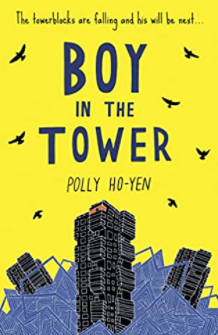 The towerblocks are falling and his will be next...
BOY
IN THE
TOWER
POLLY HO-YEN